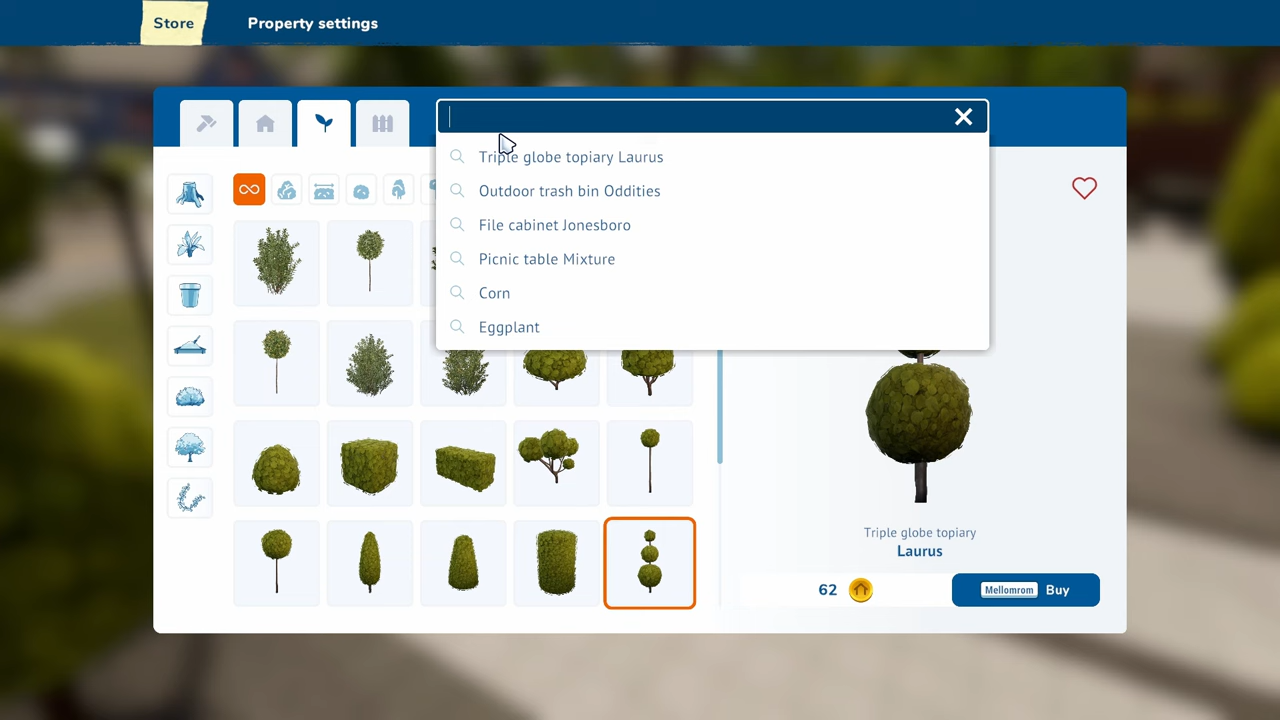 Store
Property settings
Triple globe topiary Laurus
Outdoor trash bin Oddities
File cabinet Jonesboro
Picnic table Mixture
Corn
Eggplant
Triple globe topiary
Laurus
62
Mellomrom Buy